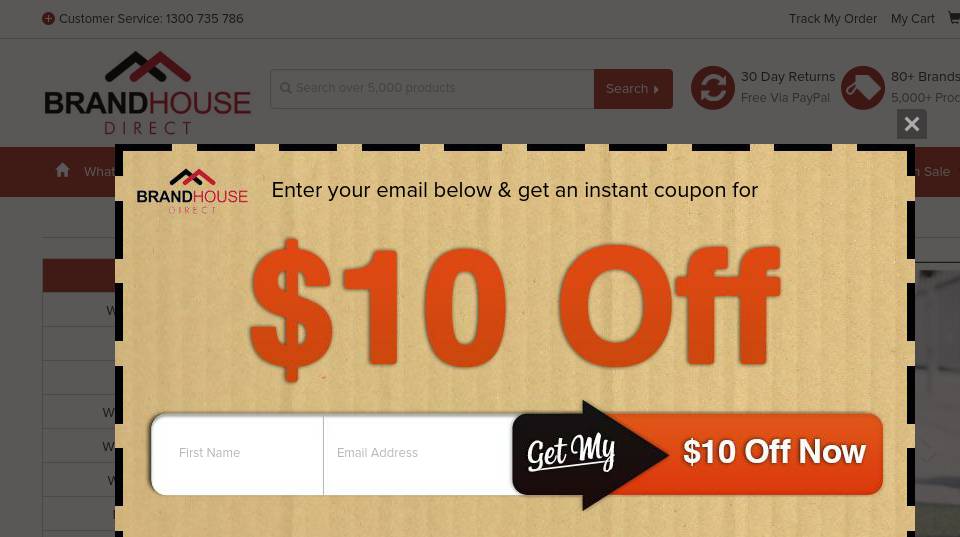 Customer Service: 1300 735 786
Track My Order
My Cart
BRANDHOUSE
DIRECT
Search over 5,000 products
Search
30 Day Returns
Free Via PayPal
80+ Brands
5,000+
Sale
BRANDHOUSE
DIRECT
Enter your email below & get an instant coupon for
$10 Off
First Name
Email Address
Get My
$10 Off Now